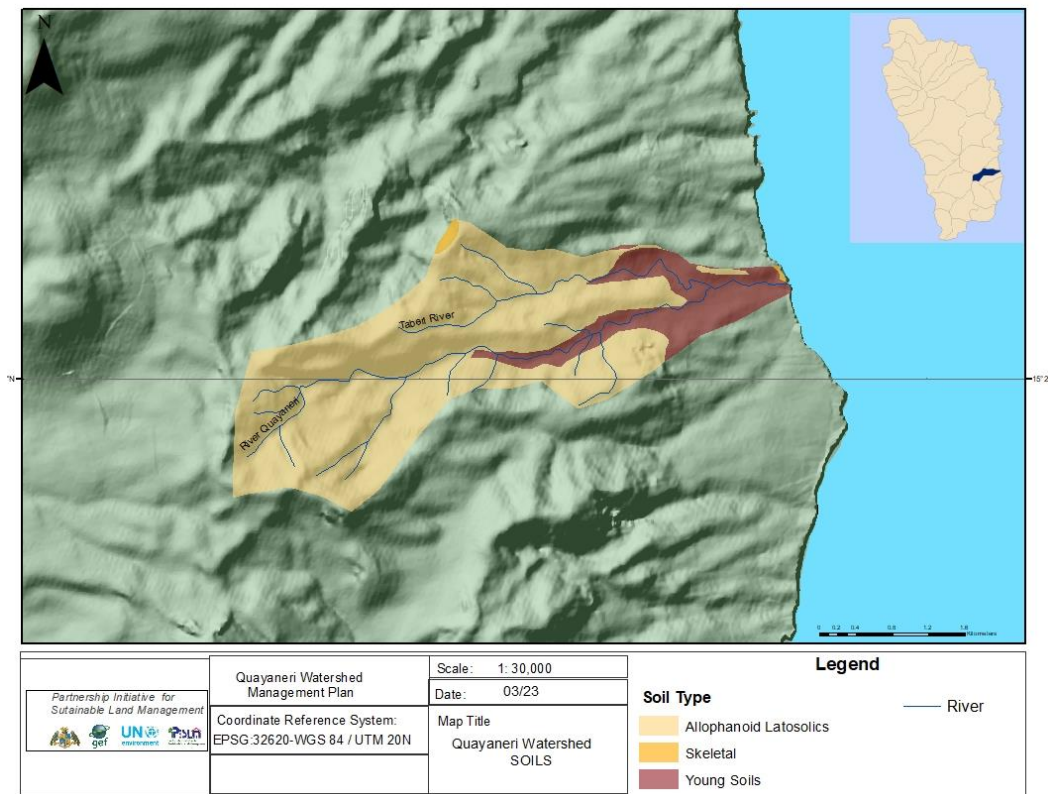 N
Taberi River
River Quayaneri
°N
15°2
0 0.2 0.4 0.8 1.2 1.6
Kilometers
Partnership Initiative for
Sutainable Land Management
gef
UN
environment
PISLM
Quayaneri Watershed
Management Plan
Coordinate Reference System:
EPSG:32620-WGS 84 / UTM 20N
Scale: 1: 30,000
Date: 03/23
Map Title
Quayaneri Watershed
SOILS
Legend
Soil Type
Allophanoid Latosolics
Skeletal
Young Soils
River